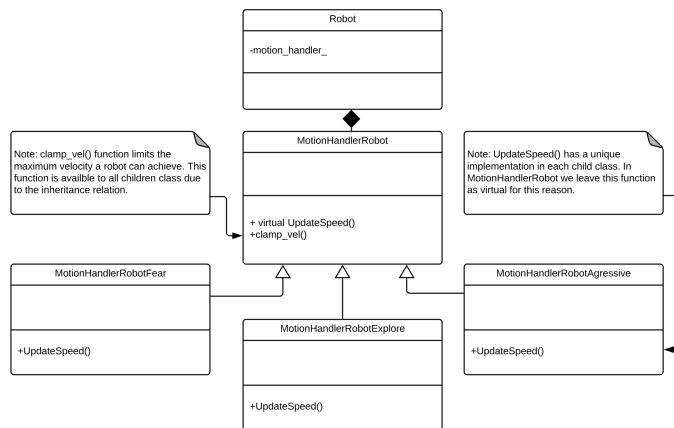 Robot
-motion_handler_
Note: clamp_vel() function limits the
maximum velocity a robot can achieve. This
function is availble to all children class due
to the inheritance relation.
MotionHandlerRobot
+ virtual UpdateSpeed()
+clamp_vel()
Note: UpdateSpeed() has a unique
implementation in each child class. In
MotionHandlerRobot we leave this function
as virtual for this reason.
MotionHandlerRobotFear
+UpdateSpeed()
MotionHandlerRobotExplore
+UpdateSpeed()
MotionHandlerRobotAgressive
+UpdateSpeed()